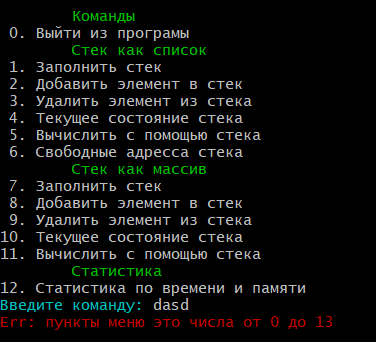 Команды
0. Выйти из програмы
Стек как список
1. Заполнить стек
2. Добавить элемент в стек
3. Удалить элемент из стека
4. Текущее состояние стека
5. Вычислить с помощью стека
6. Свободные адреса стека
Стек как массив
7. Заполнить стек
8. Добавить элемент в стек
9. Удалить элемент из стека
10. Текущее состояние стека
11. Вычислить с помощью стека
Статистика
12. Статистика по времени и памяти
Введите команду: dasd
Err: пункты меню это числа от 0 до 13